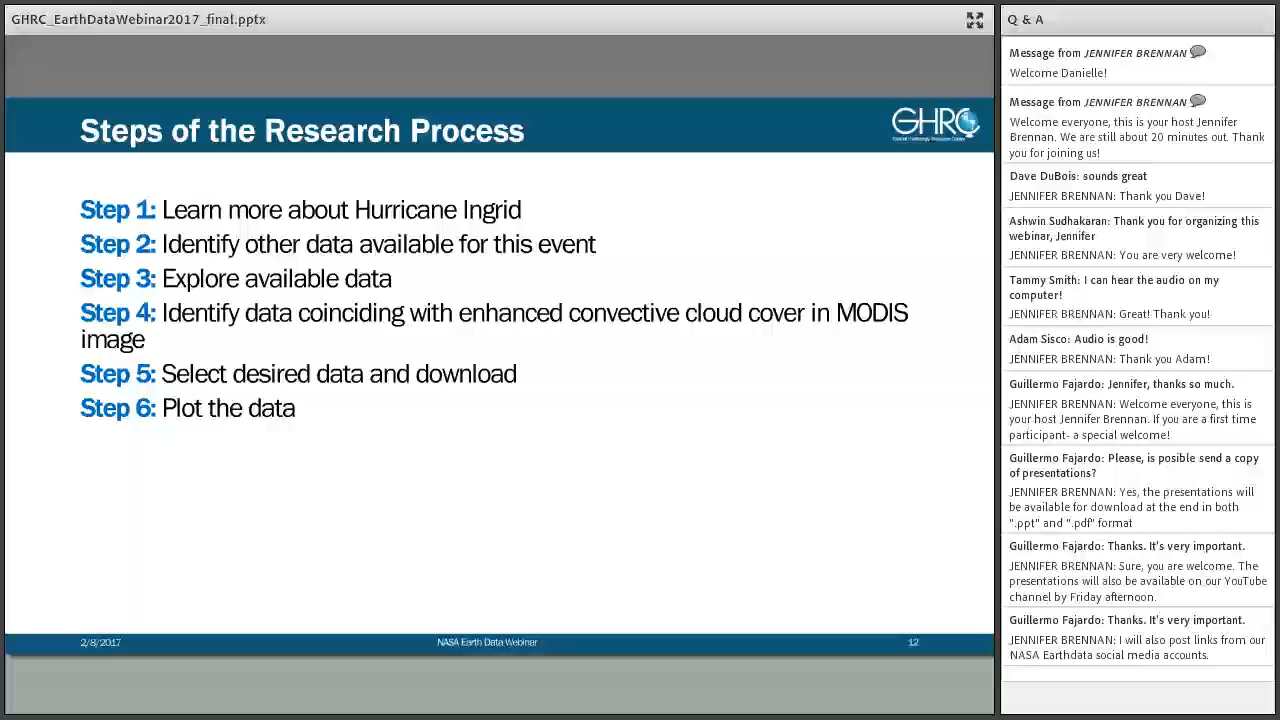 GHRC_EarthDataWebinar2017_final.pptx
Steps of the Research Process
GHRC
Step 1: Learn more about Hurricane Ingrid
Step 2: Identify other data available for this event
Step 3: Explore available data
Step 4: Identify data coinciding with enhanced convective cloud cover in MODIS
image
Step 5: Select desired data and download
Step 6: Plot the data
2/8/2017
NASA Earth Data Webinar
12
Q & A
Message from JENNIFER BRENNAN
Welcome Danielle!
Message from JENNIFER BRENNAN
Welcome everyone, this is your host Jennifer
Brennan. We are still about 20 minutes out. Thank
you for joining us!
Dave DuBois: sounds great
JENNIFER BRENNAN: Thank you Dave!
Ashwin Sudhakaran: Thank you for organizing this
webinar, Jennifer
JENNIFER BRENNAN: You are very welcome!
Tammy Smith: I can hear the audio on my
computer!
JENNIFER BRENNAN: Great! Thank you!
Adam Sisco: Audio is good!
JENNIFER BRENNAN: Thank you Adam!
Guillermo Fajardo: Jennifer, thanks so much.
JENNIFER BRENNAN: Welcome everyone, this is
your host Jennifer Brennan. If you are a first time
participant- a special welcome!
Guillermo Fajardo: Please, is posible send a copy
of presentations?
JENNIFER BRENNAN: Yes, the presentations will
be available for download at the end in both
".ppt" and ".pdf" format
Guillermo Fajardo: Thanks. It's very important.
JENNIFER BRENNAN: Sure, you are welcome. The
presentations will also be available on our YouTube
channel by Friday afternoon.
Guillermo Fajardo: Thanks. It's very important.
JENNIFER BRENNAN: I will also post links from our
NASA Earthdata social media accounts.